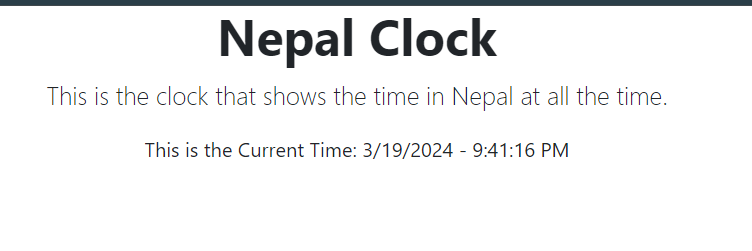 Nepal Clock
This is the clock that shows the time in Nepal at all the time.
This is the Current Time: 3/19/2024 - 9:41:16 PM